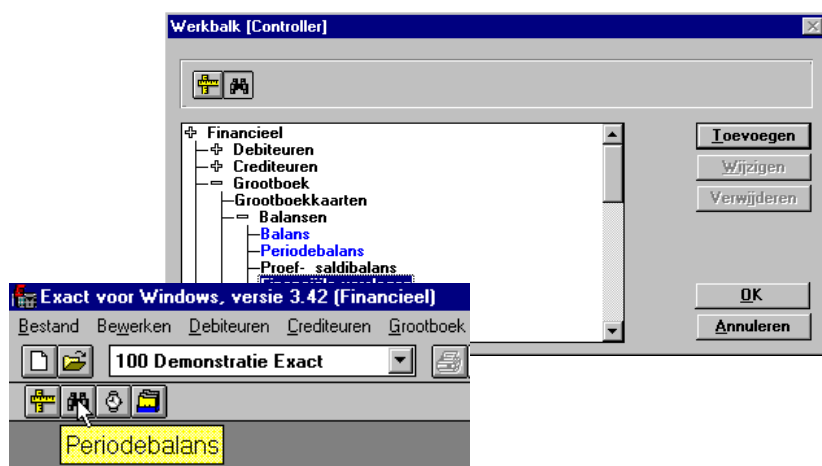 Werkbalk [Controller]
Financieel
Debiteuren
Crediteuren
Grootboek
Grootboekkaarten
Balansen
Balans
Periodebalans
Proef- saldibalans
Toevoegen
Wijzigen
Verwijderen
OK
Annuleren
Exact voor Windows, versie 3.42 (Financieel)
Bestand Bewerken Debiteuren Crediteuren Grootboek
100 Demonstratie Exact
Periodebalans